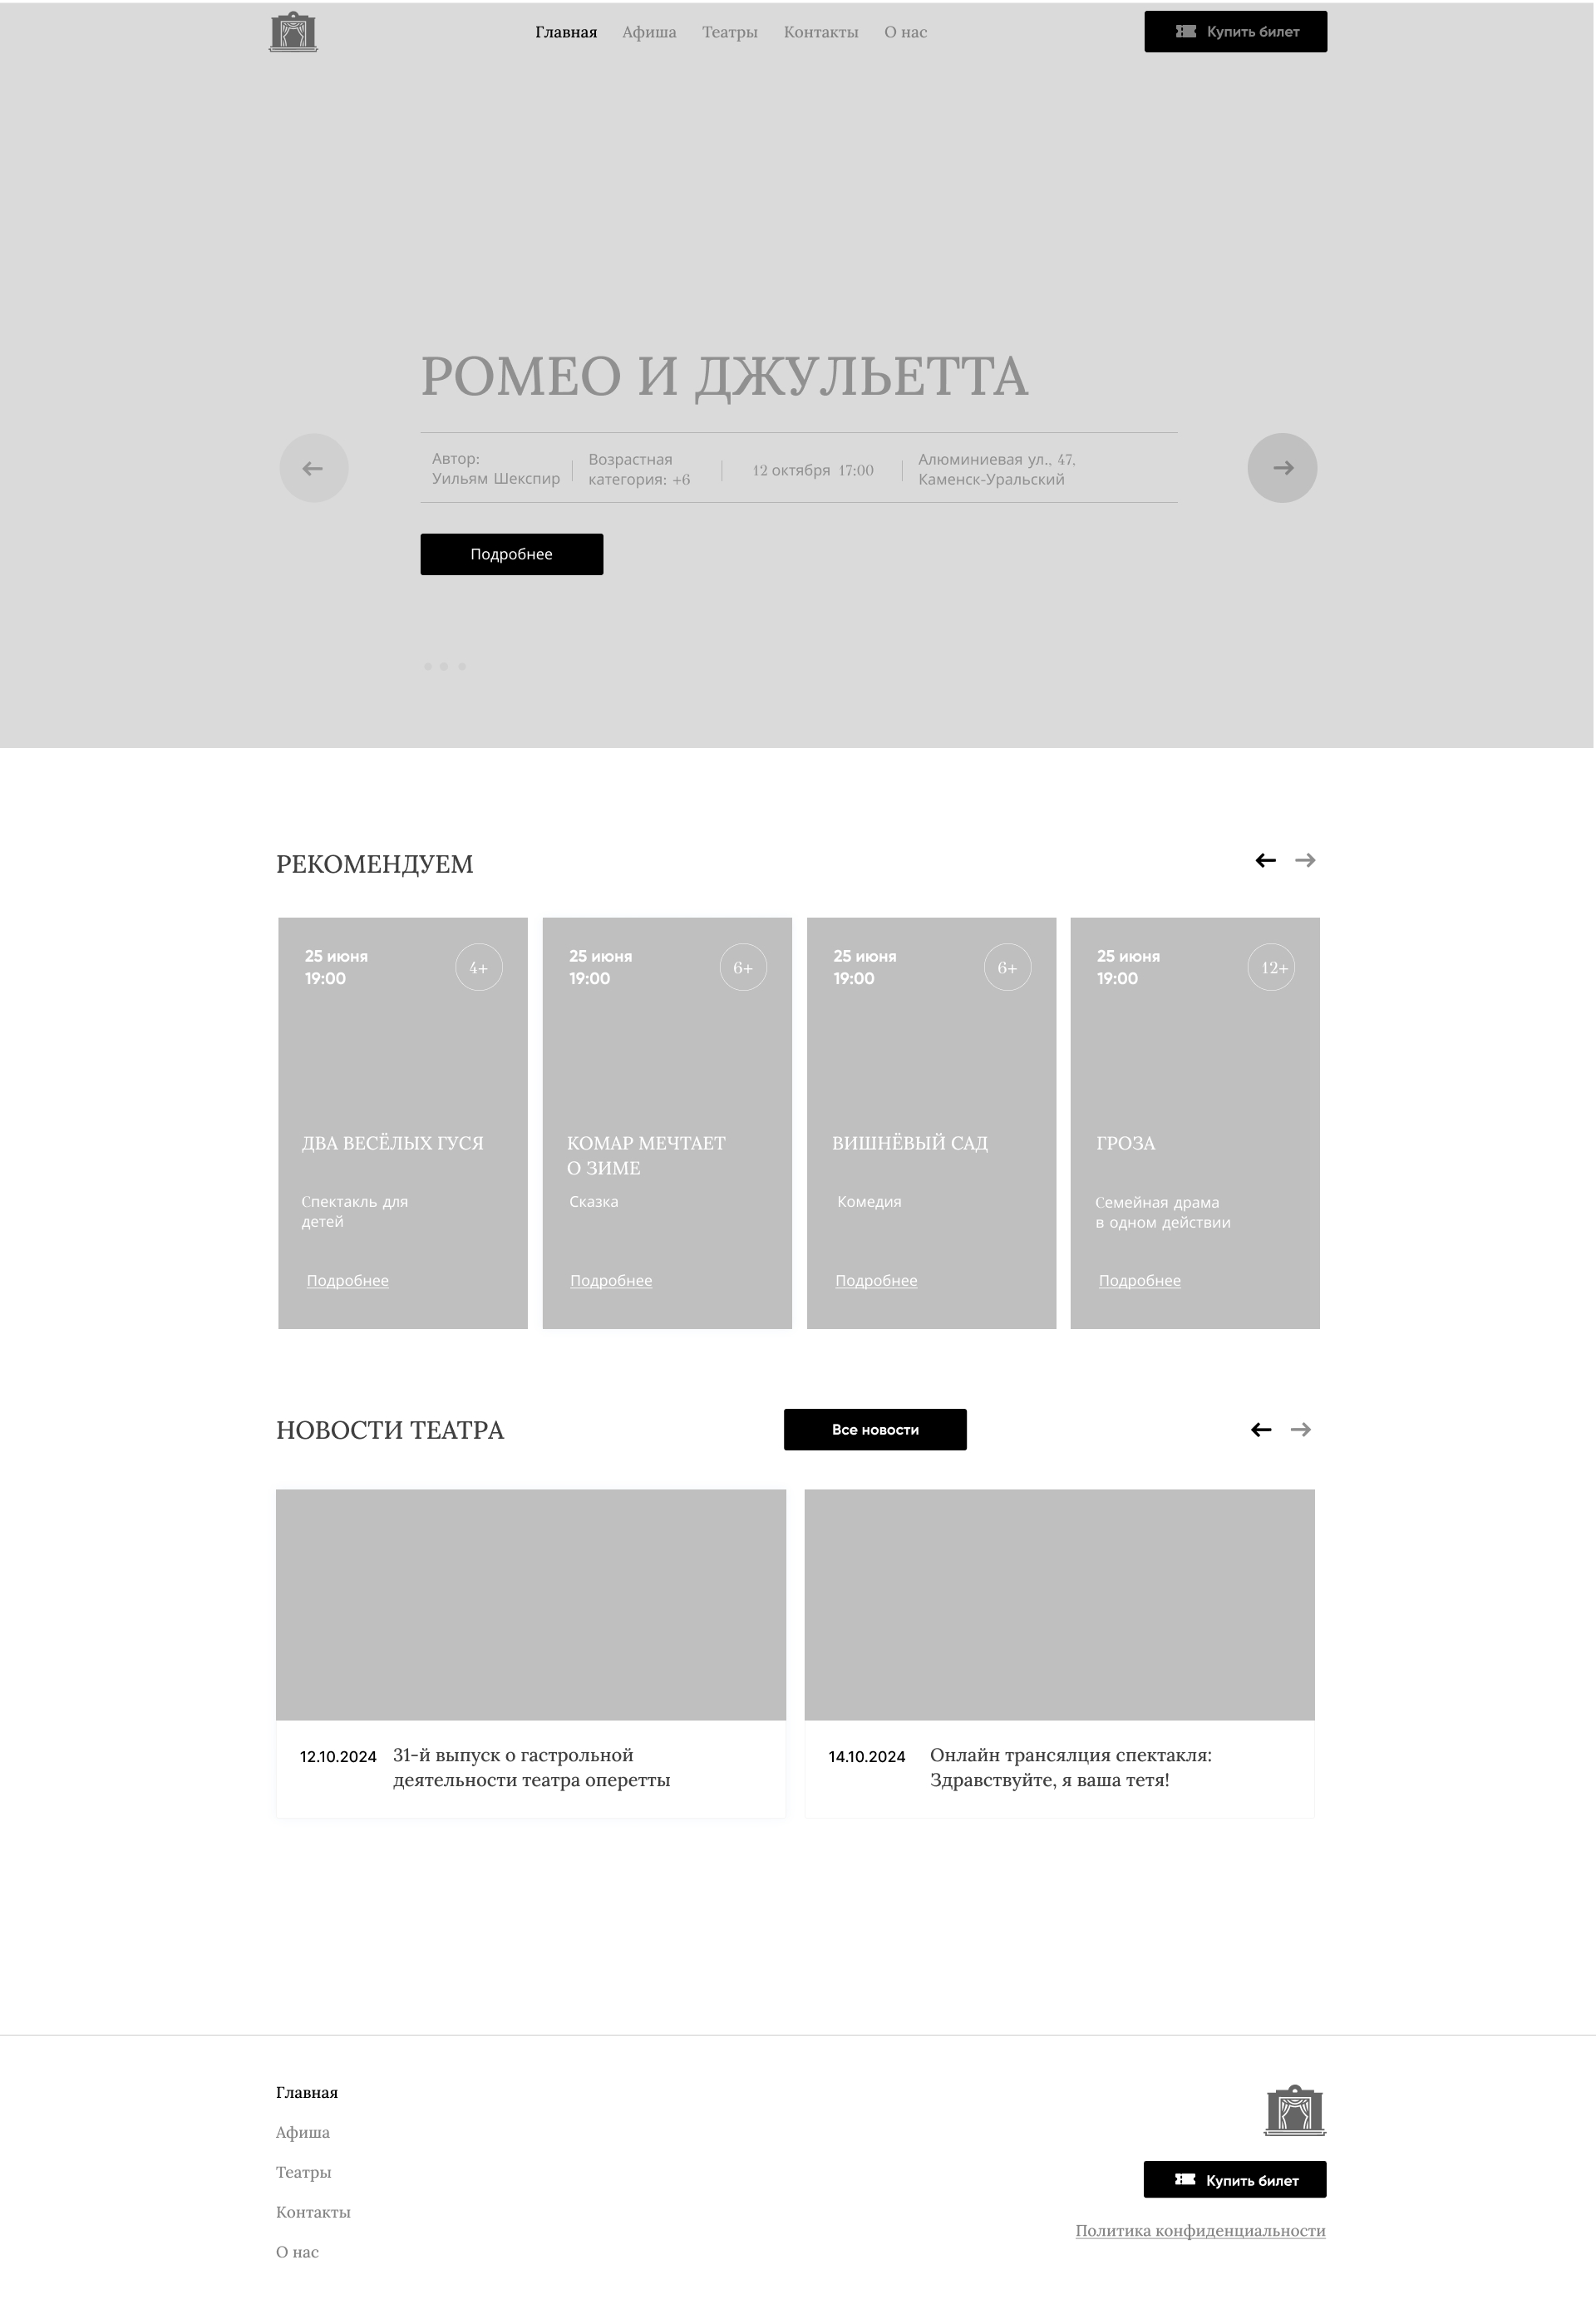 Главная
Афиша
Театры
Контакты
О нас
Купить билет
РОМЕО И ДЖУЛЬЕТТА
Автор:
Уильям Шекспир
Возрастная
категория: +6
12 октября 17:00
Алюминиевая ул., 47,
Каменск-Уральский
Подробнее
РЕКОМЕНДУЕМ
25 июня
19:00
4+
ДВА ВЕСЁЛЫХ ГУСЯ
Спектакль для
детей
Подробнее
25 июня
19:00
6+
КОМАР МЕЧТАЕТ
О ЗИМЕ
Сказка
Подробнее
25 июня
19:00
6+
ВИШНЁВЫЙ САД
Комедия
Подробнее
25 июня
19:00
12+
ГРОЗА
Семейная драма
в одном действии
Подробнее
НОВОСТИ ТЕАТРА
Все новости
12.10.2024
31-й выпуск о гастрольной
деятельности театра оперетты
14.10.2024
Онлайн трансялция спектакля:
Здравствуйте, я ваша тетя!
Главная
Афиша
Театры
Контакты
О нас
Купить билет
Политика конфиденциальности